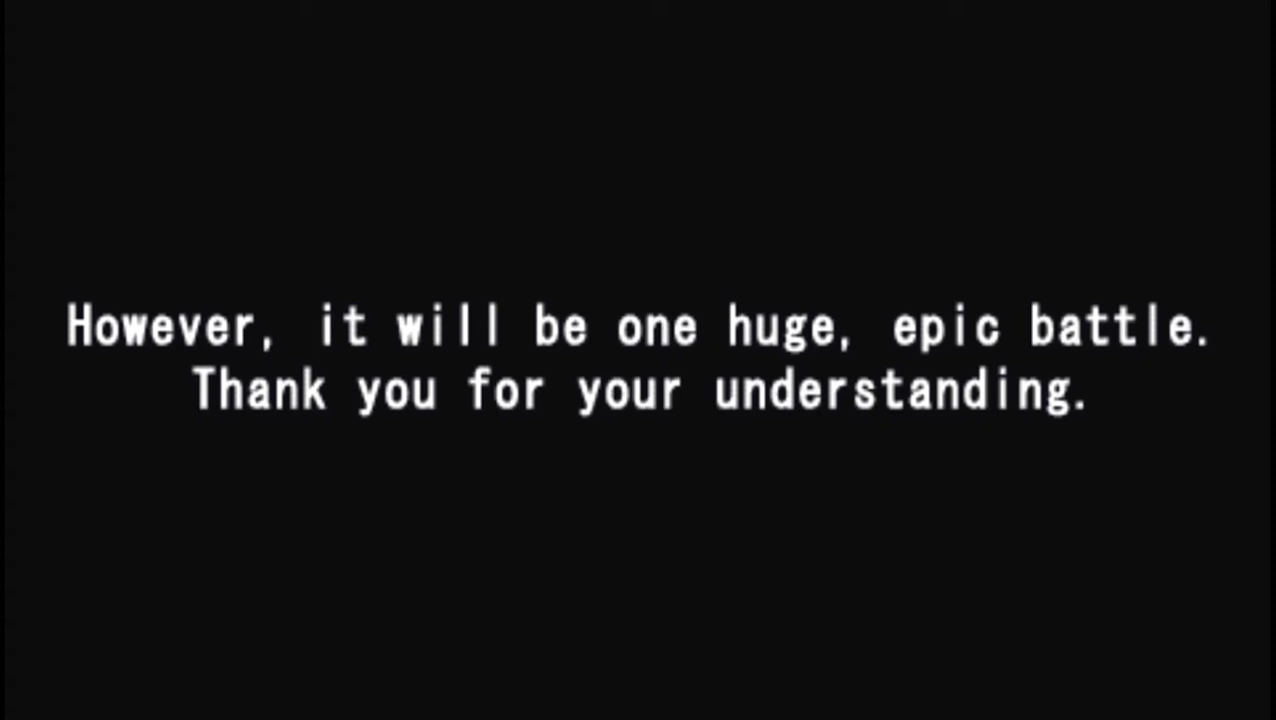 However, it will be one huge, epic battle.
Thank you for your understanding.